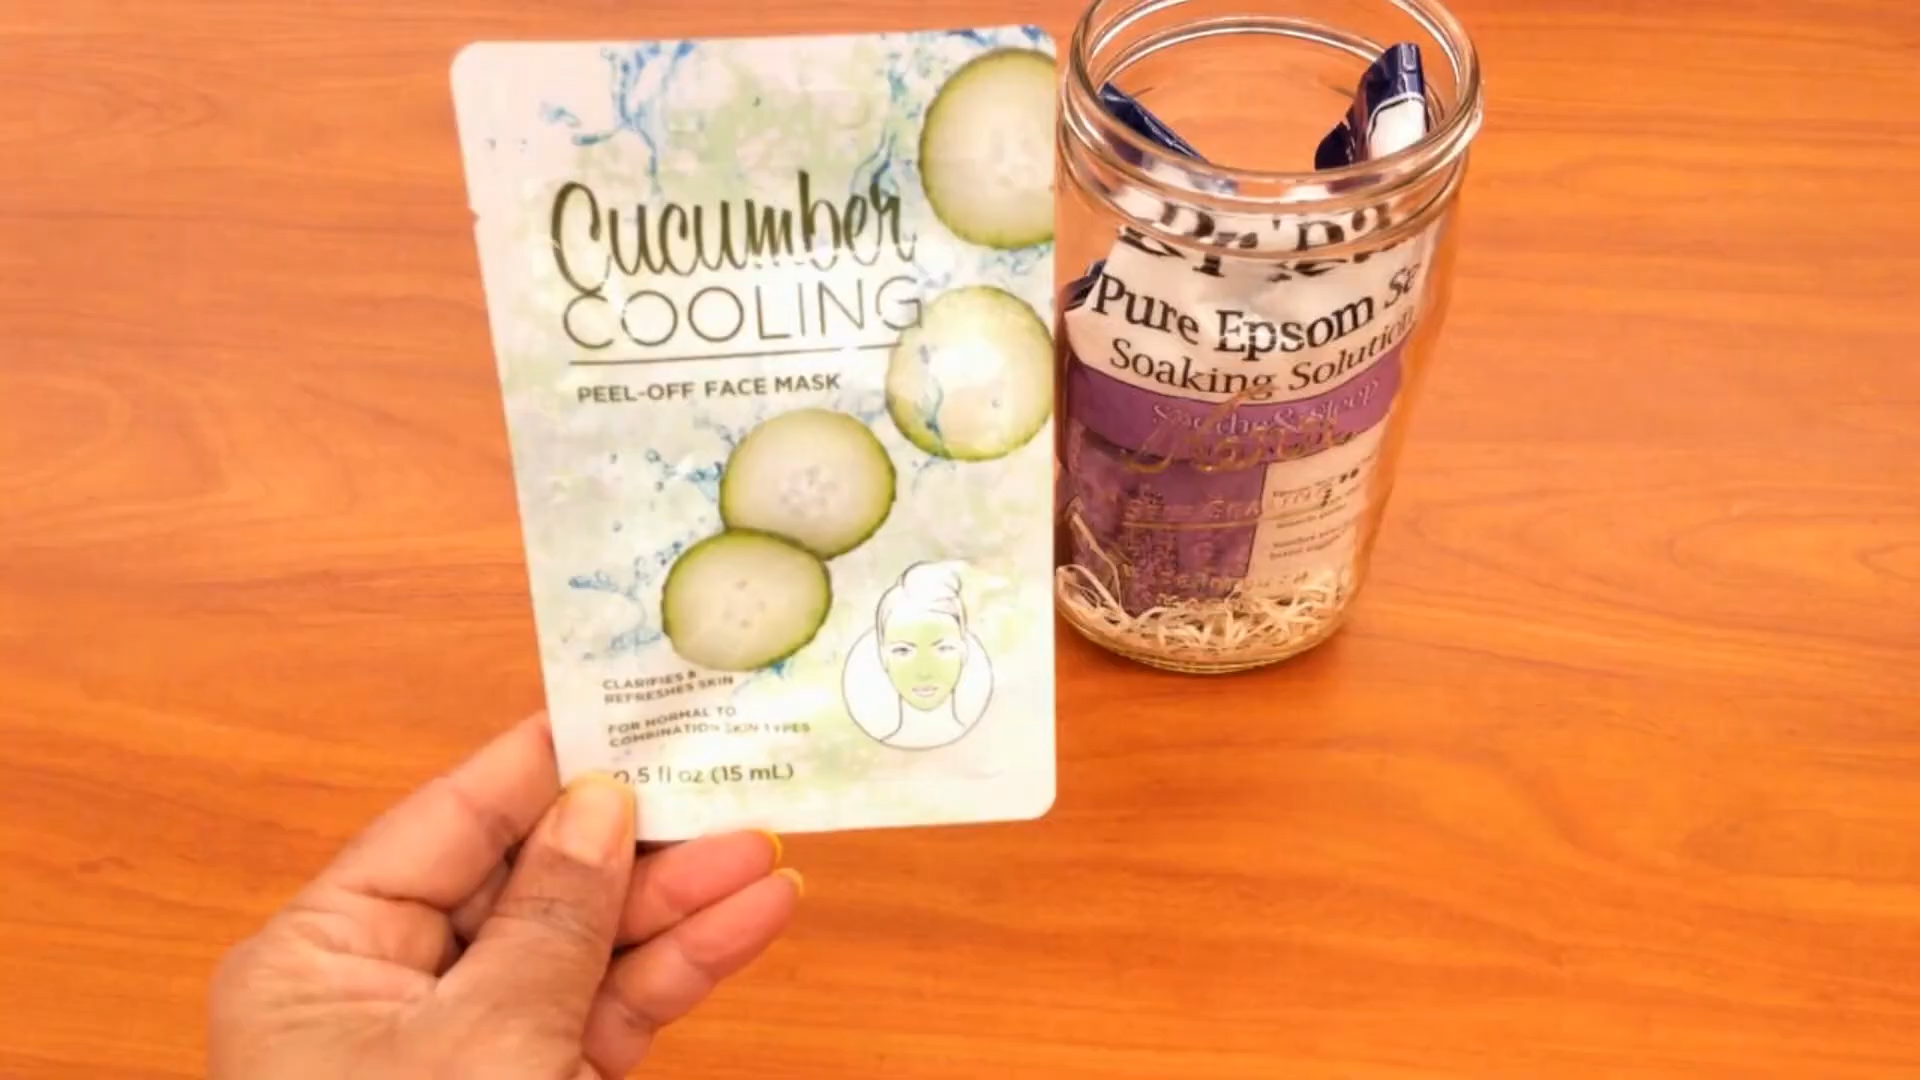 Cucumber
COOLING
PEEL-OFF FACE MASK
CLARIFIES &
REFRESHES SKIN
FOR NORMAL TO
COMBINATION SKIN TYPES
0.5 fl oz (15 mL)
Pure Epsom
Soaking Solution
Soothe & Sleep